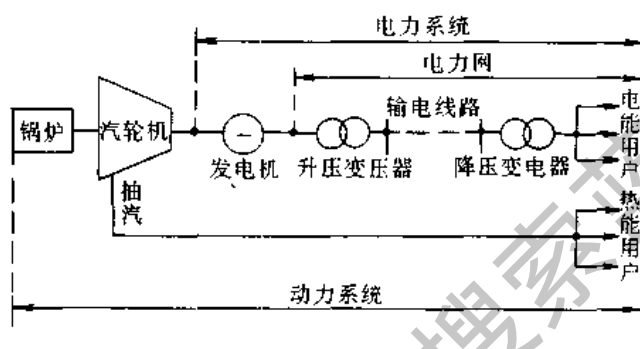 电力系统
电力网
锅炉
汽轮机
发电机
升压变压器
输电线路
降压变电器
电能用户
抽汽
热能用户
动力系统
搜索